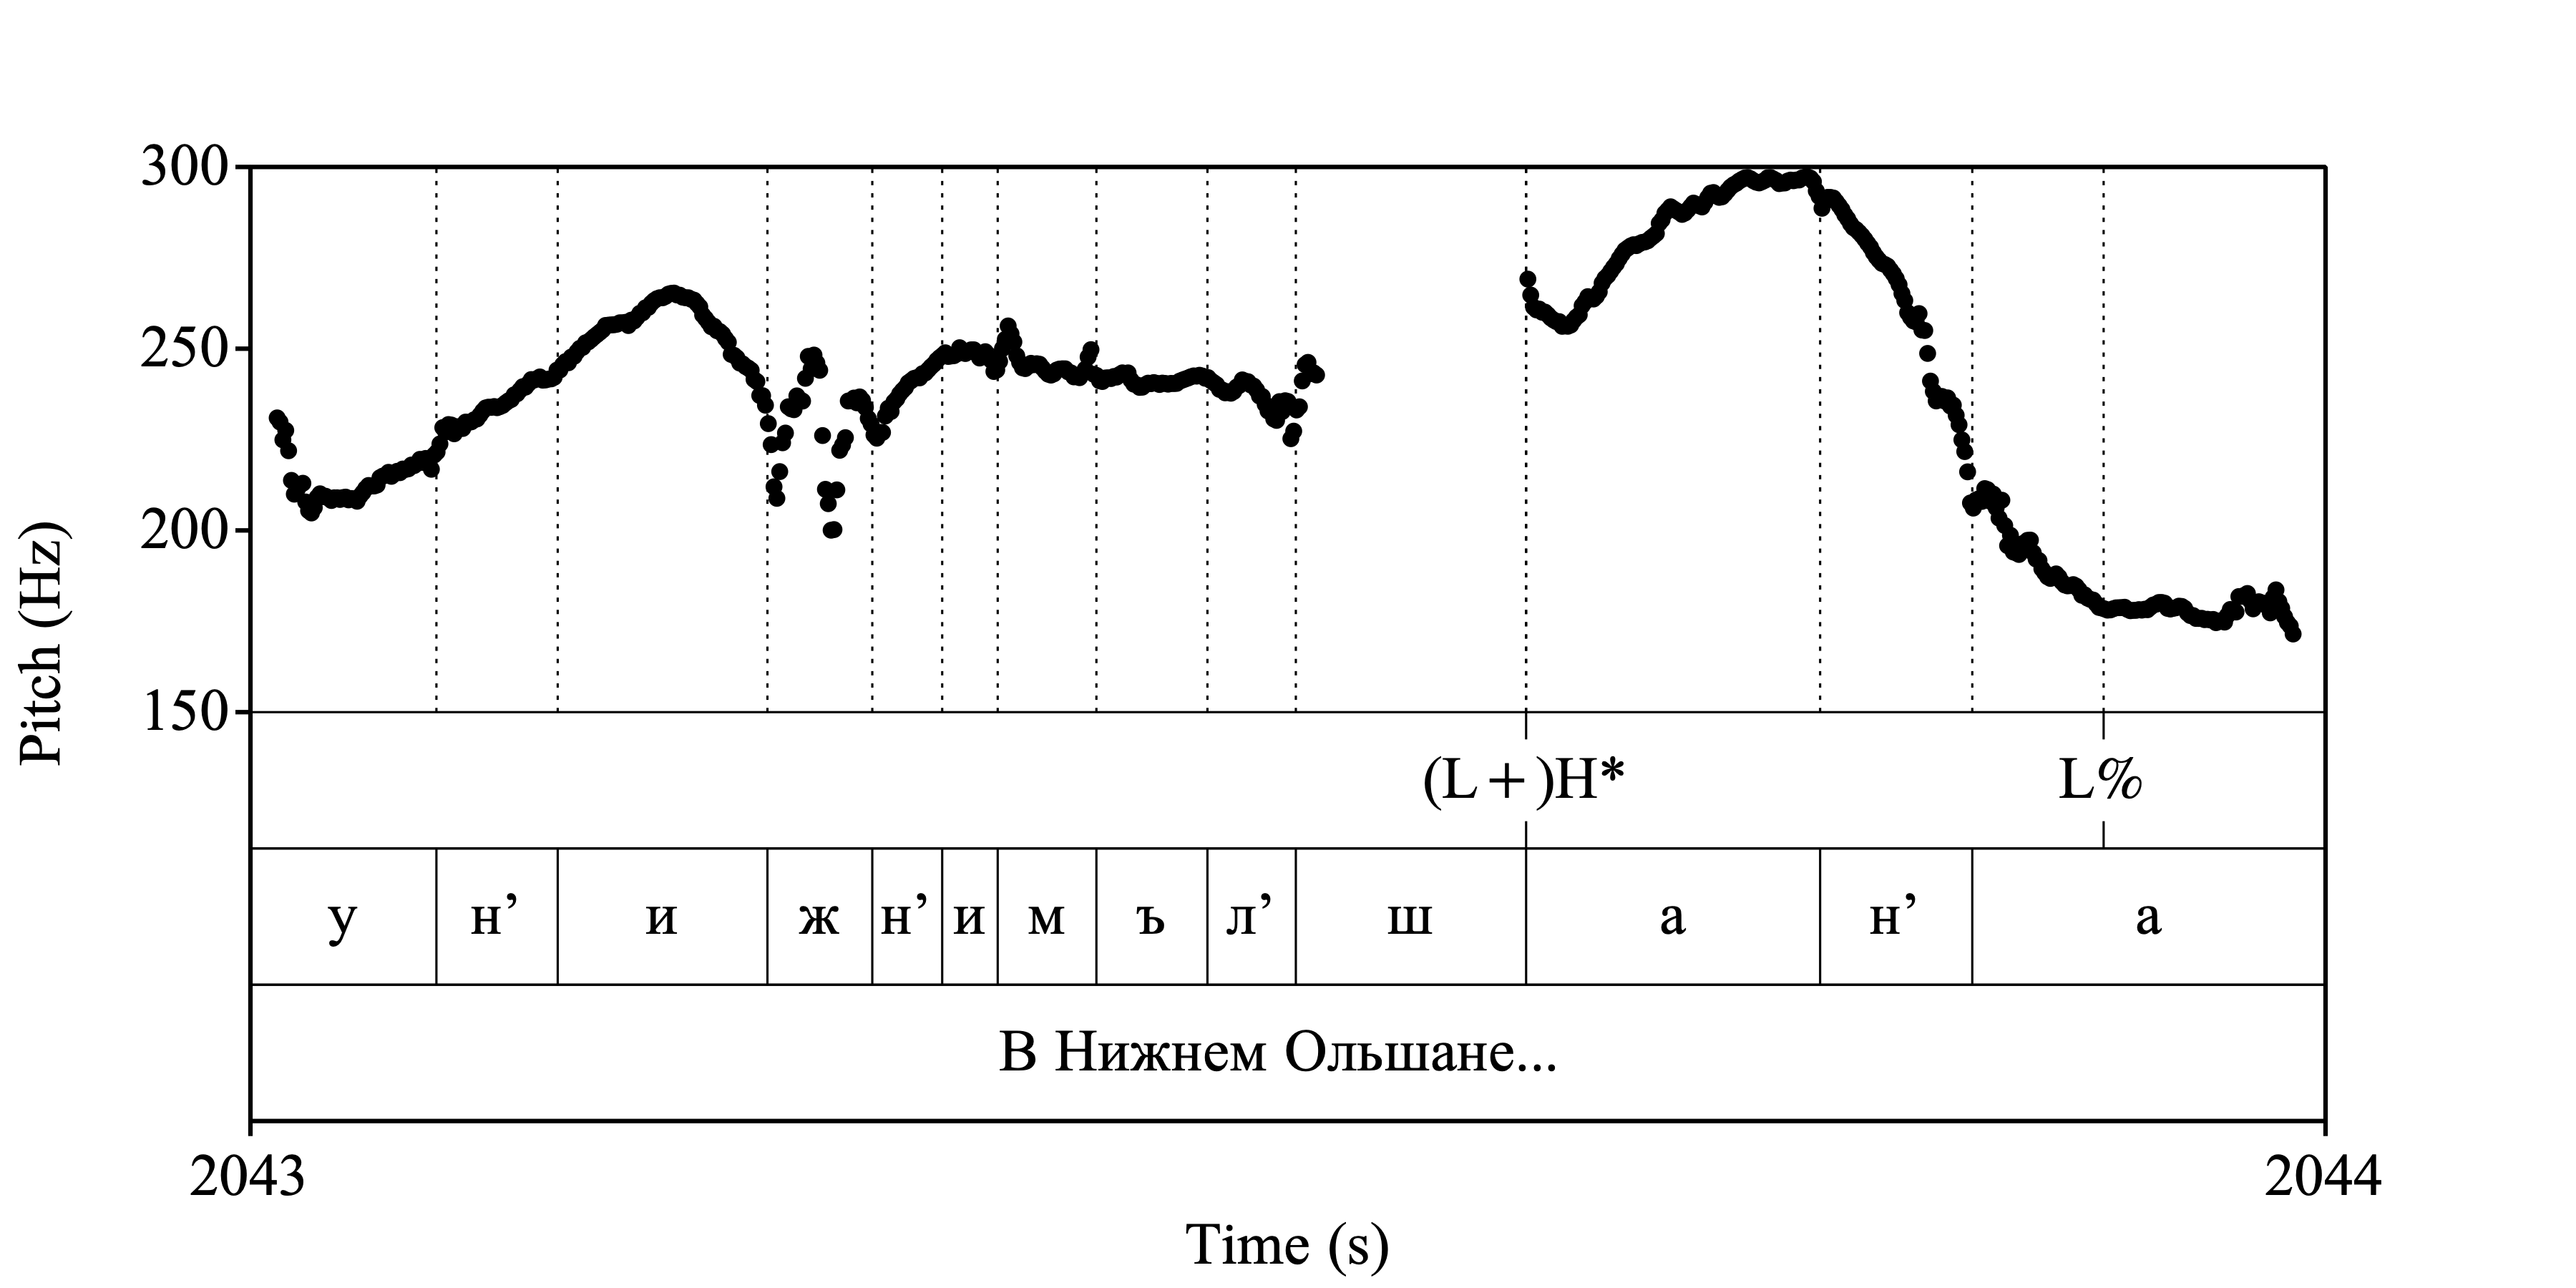 300
250
200
150
Pitch (Hz)
(L+)H* L%
у н’ и ж н’ и м ъ л’ ш а н’ а
В Нижнем Ольшане...
2043 2044
Time (s)